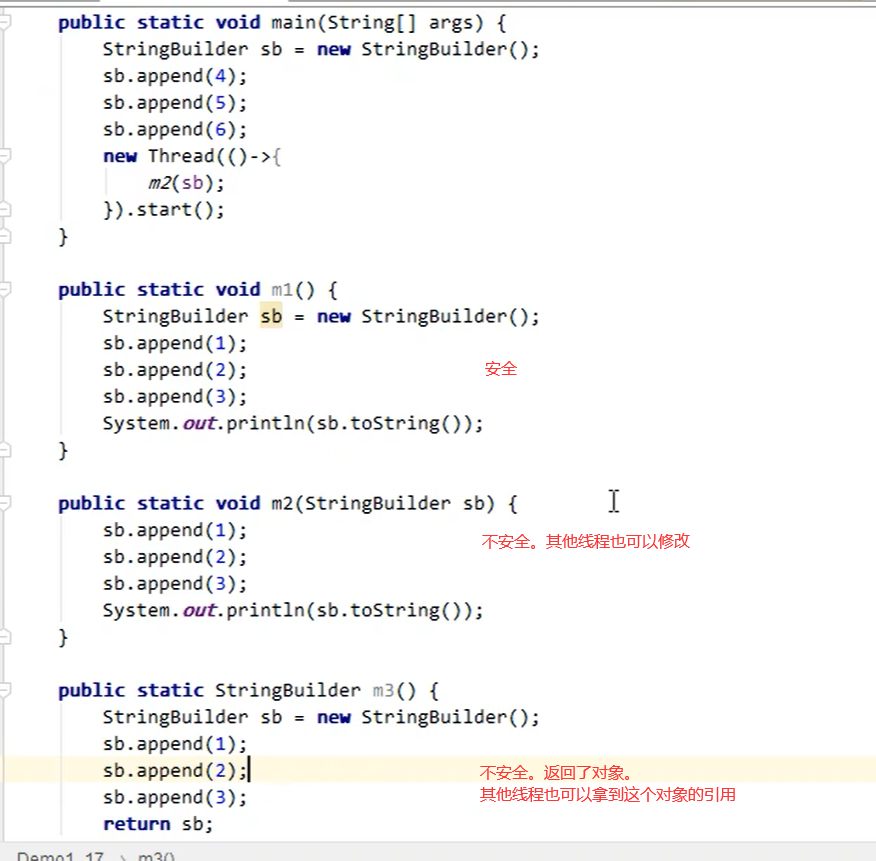 public static void main(String[] args) {
StringBuilder sb = new StringBuilder();
sb.append(4);
sb.append(5);
sb.append(6);
new Thread(()->{
m2(sb);
}).start();
}
public static void m1() {
StringBuilder sb = new StringBuilder();
sb.append(1);
sb.append(2);
安全
sb.append(3);
System.out.println(sb.toString());
}
public static void m2(StringBuilder sb) {
sb.append(1);
不安全。其他线程也可以修改
sb.append(2);
sb.append(3);
System.out.println(sb.toString());
}
public static StringBuilder m3() {
StringBuilder sb = new StringBuilder();
sb.append(1);
sb.append(2);
不安全。返回了对象。
sb.append(3);
其他线程也可以拿到这个对象的引用
return sb;
Demo1_17 › m3()